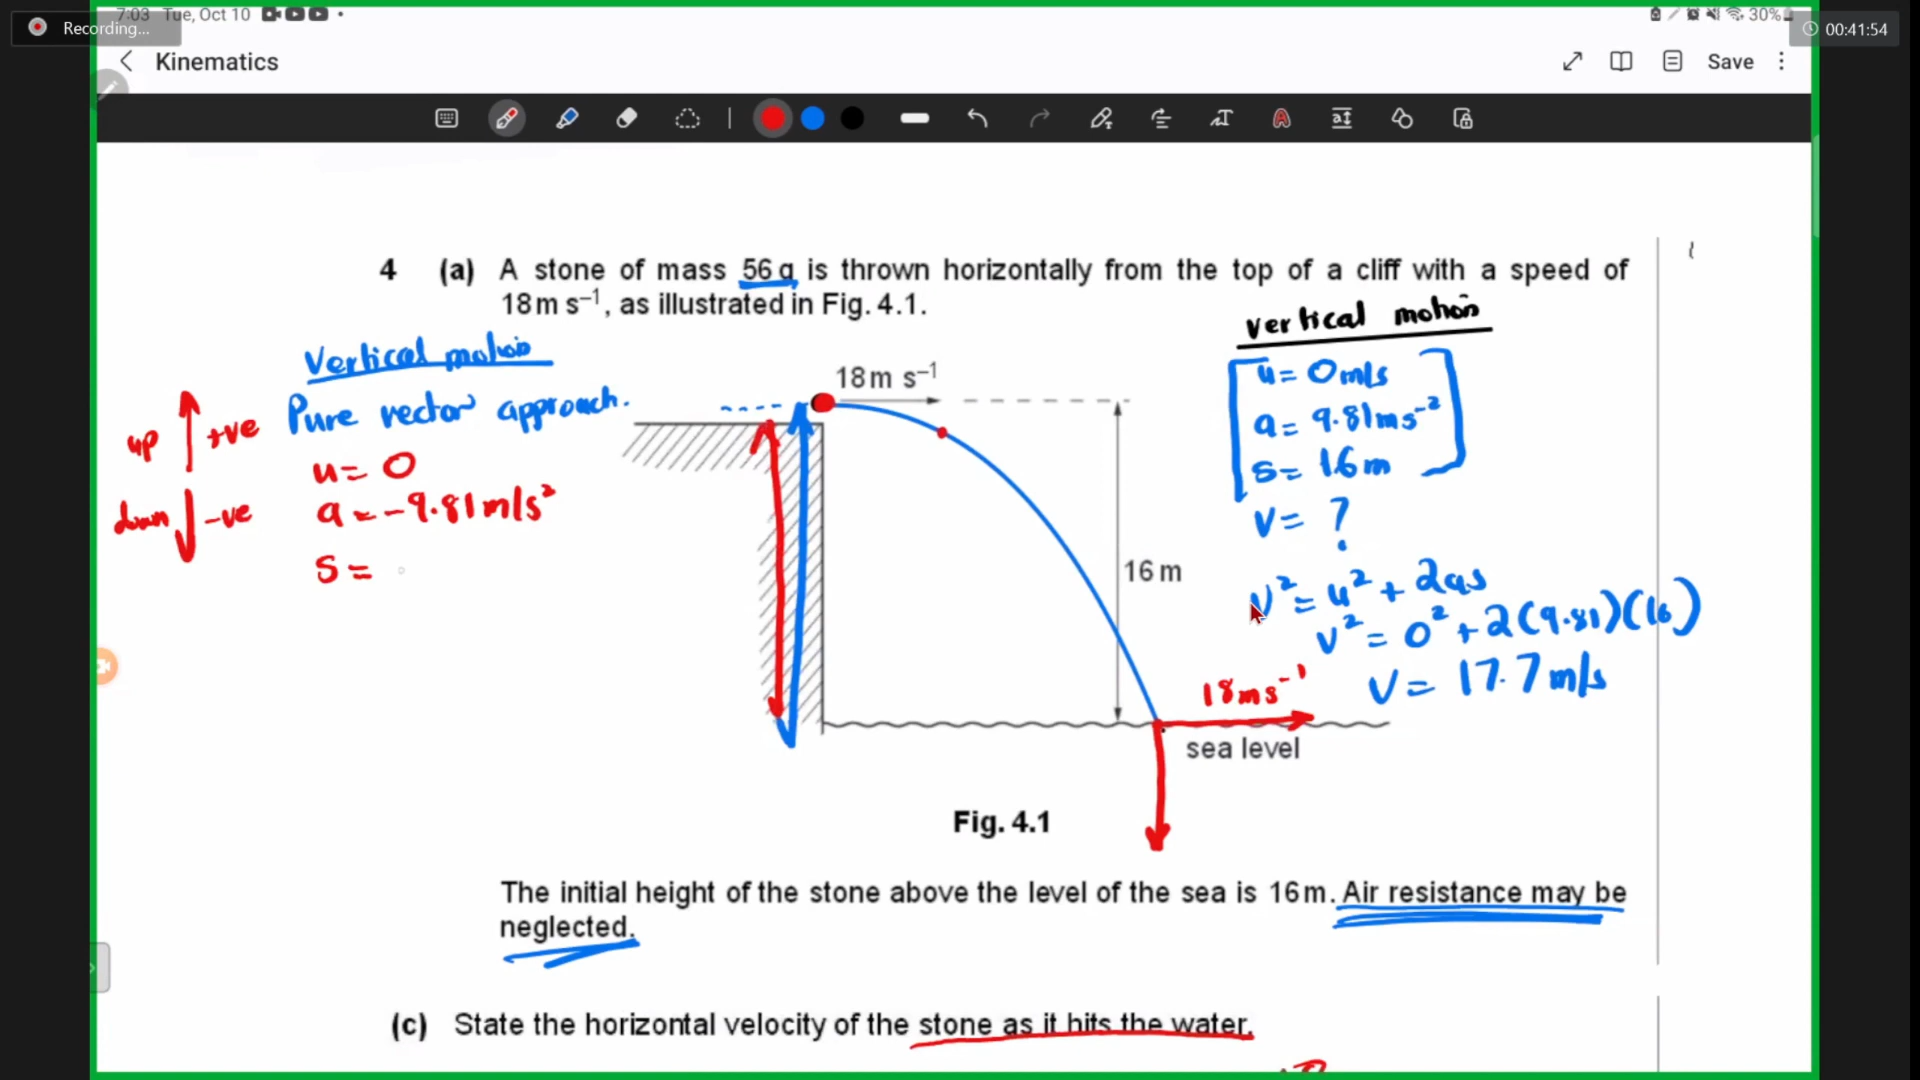 7:03 Tue, Oct 10
30%
Recording...
00:41:54
Kinematics
Save
4 (a) A stone of mass 56 g is thrown horizontally from the top of a cliff with a speed of
18 m s⁻¹, as illustrated in Fig. 4.1.
Vertical motion
Pure vector approach.
up +ve
down -ve
u = 0
a = -9.81 m/s²
s =
18 m s⁻¹
16 m
18 ms⁻¹
sea level
Fig. 4.1
vertical motion
u = 0 m/s
a = 9.81 ms⁻²
s = 16 m
v = ?
v² = u² + 2as
v² = 0² + 2(9.81)(16)
v = 17.7 m/s
The initial height of the stone above the level of the sea is 16 m. Air resistance may be
neglected.
(c) State the horizontal velocity of the stone as it hits the water.